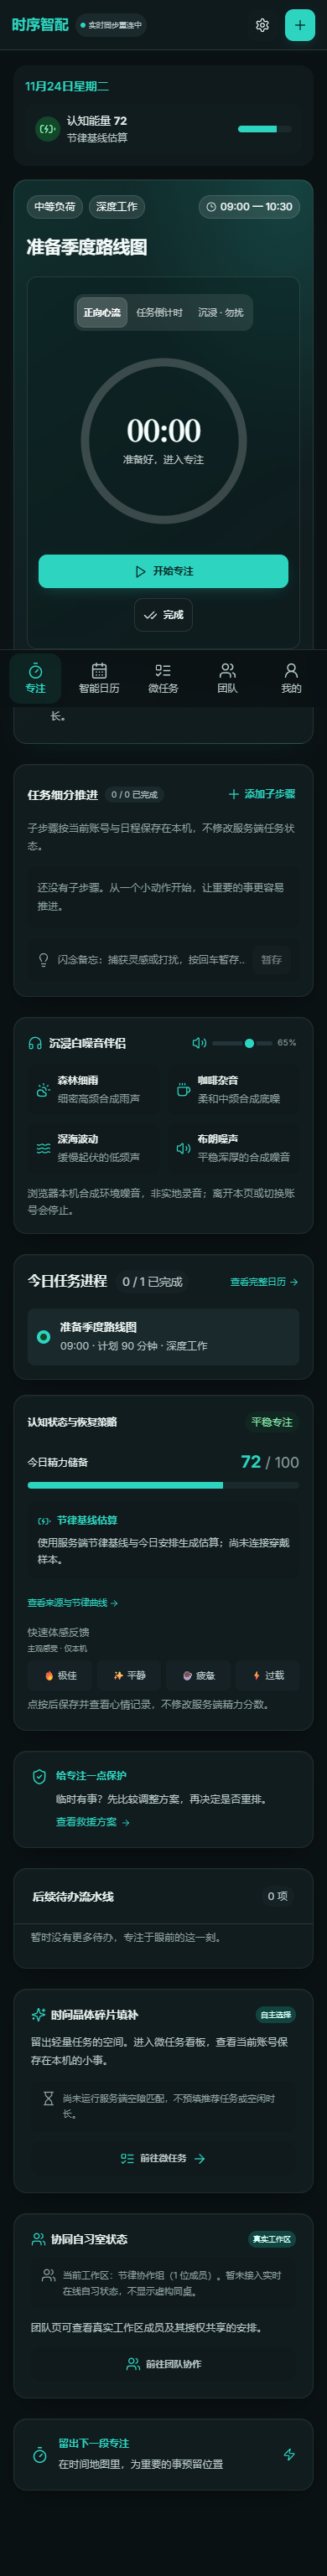 时序智配
实时同步重连中
11月24日星期二
认知能量 72
节律基线估算
中等负荷
深度工作
09:00 — 10:30
准备季度路线图
正向心流
任务倒计时
沉浸 · 勿扰
00:00
准备好，进入专注
开始专注
完成
专注
智能日历
微任务
团队
我的
长。
任务细分推进
0 / 0 已完成
添加子步骤
子步骤按当前账号与日程保存在本机，不修改服务端任务状
态。
还没有子步骤。从一个小动作开始，让重要的事更容易
推进。
闪念备忘：捕获灵感或打扰，按回车暂存..
暂存
沉浸白噪音伴侣
65%
森林细雨
细密高频合成雨声
咖啡杂音
柔和中频合成底噪
深海波动
缓慢起伏的低频声
布朗噪声
平稳深厚的合成噪音
浏览器本机合成环境噪音，非实地录音；离开本页或切换账
号会停止。
今日任务进程
0 / 1 已完成
查看完整日历 →
准备季度路线图
09:00 · 计划 90 分钟 · 深度工作
认知状态与恢复策略
平稳专注
今日精力储备
72 / 100
节律基线估算
使用服务端节律基线与今日安排生成估算；尚未连接穿戴
样本。
查看来源与节律曲线 →
快速体感反馈
主观感受 · 仅本机
🔥 极佳
✨ 平静
疲惫
⚡ 过载
点按后保存并查看心情记录，不修改服务端精力分数。
给专注一点保护
临时有事？先比较调整方案，再决定是否重排。
查看救援方案 →
后续待办流水线
0 项
暂时没有更多待办，专注于眼前的这一刻。
时间晶体碎片填补
自主选择
留出轻量任务的空间。进入微任务看板，查看当前账号保
存在本机的小事。
尚未运行服务端空隙匹配，不预填推荐任务或空闲时
长。
前往微任务 →
协同自习室状态
真实工作区
当前工作区：节律协作组（1 位成员）。暂未接入实时
在线自习状态，不显示虚构同桌。
团队页可查看真实工作区成员及其授权共享的安排。
前往团队协作
留出下一段专注
在时间地图里，为重要的事预留位置